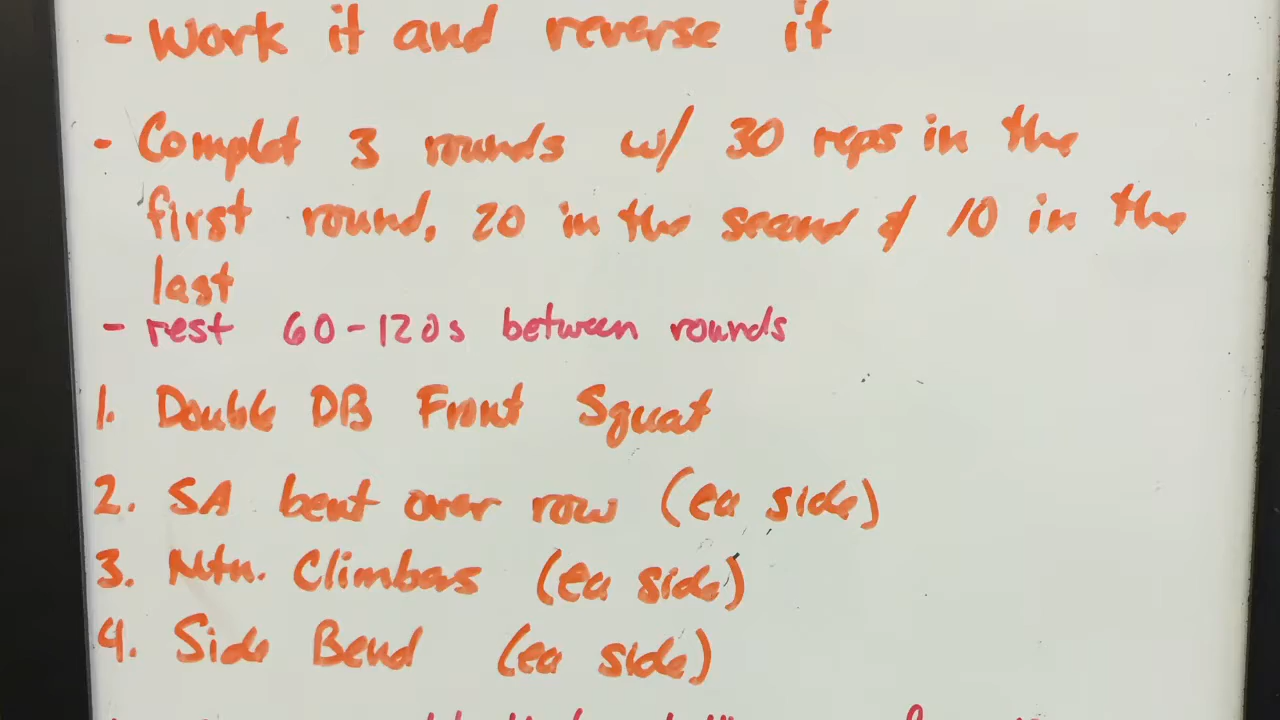 - Work it and reverse it
- Complet 3 rounds w/ 30 reps in the
first round, 20 in the second & 10 in the
last
- rest 60-120s between rounds
1. Double DB Front Squat
2. SA bent over row (ea side)
3. Mtn. Climbers (ea side)
4. Side Bend (ea side)